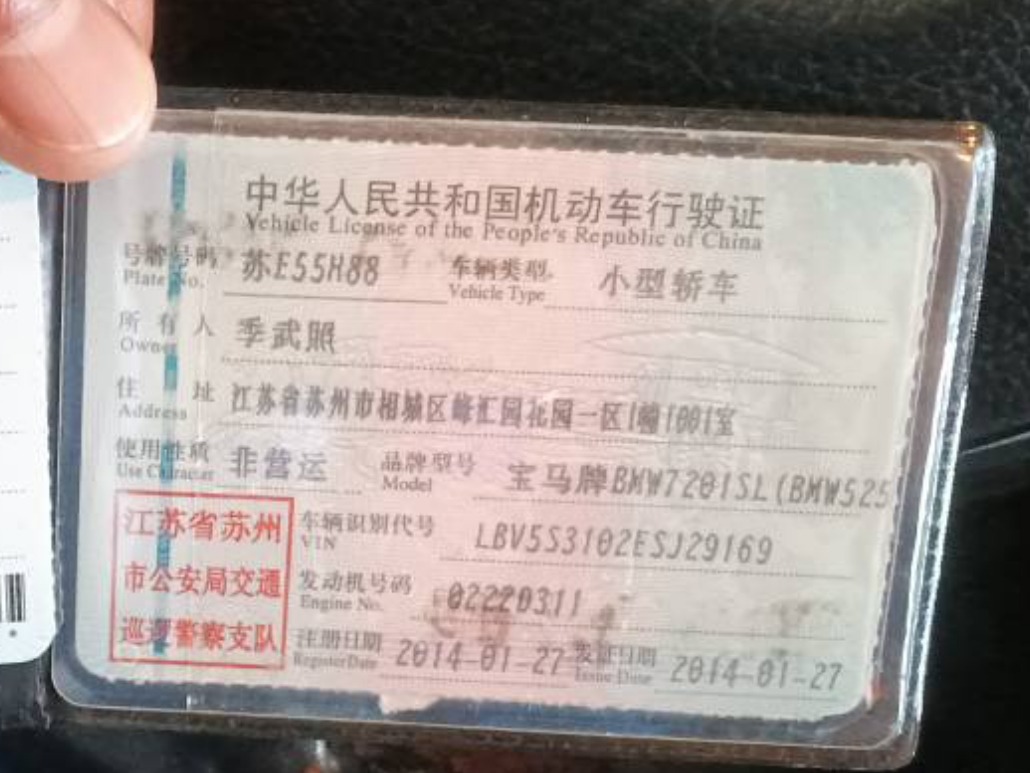 中华人民共和国机动车行驶证
Vehicle License of the People's Republic of China
号牌号码 苏E55H88 车辆类型 小型轿车
Plate No. Vehicle Type
所有人 季武照
Owner
住址 江苏省苏州市相城区峰汇园花园一区1幢1001室
Address
使用性质 非营运 品牌型号 宝马牌BMW7201SL(BMW525
Use Character Model
江苏省苏州
市公安局交通
巡逻警察支队
车辆识别代号 LBV5S3102ESJ29169
VIN
发动机号码 02220311
Engine No.
注册日期 2014-01-27 发证日期 2014-01-27
Register Date Issue Date